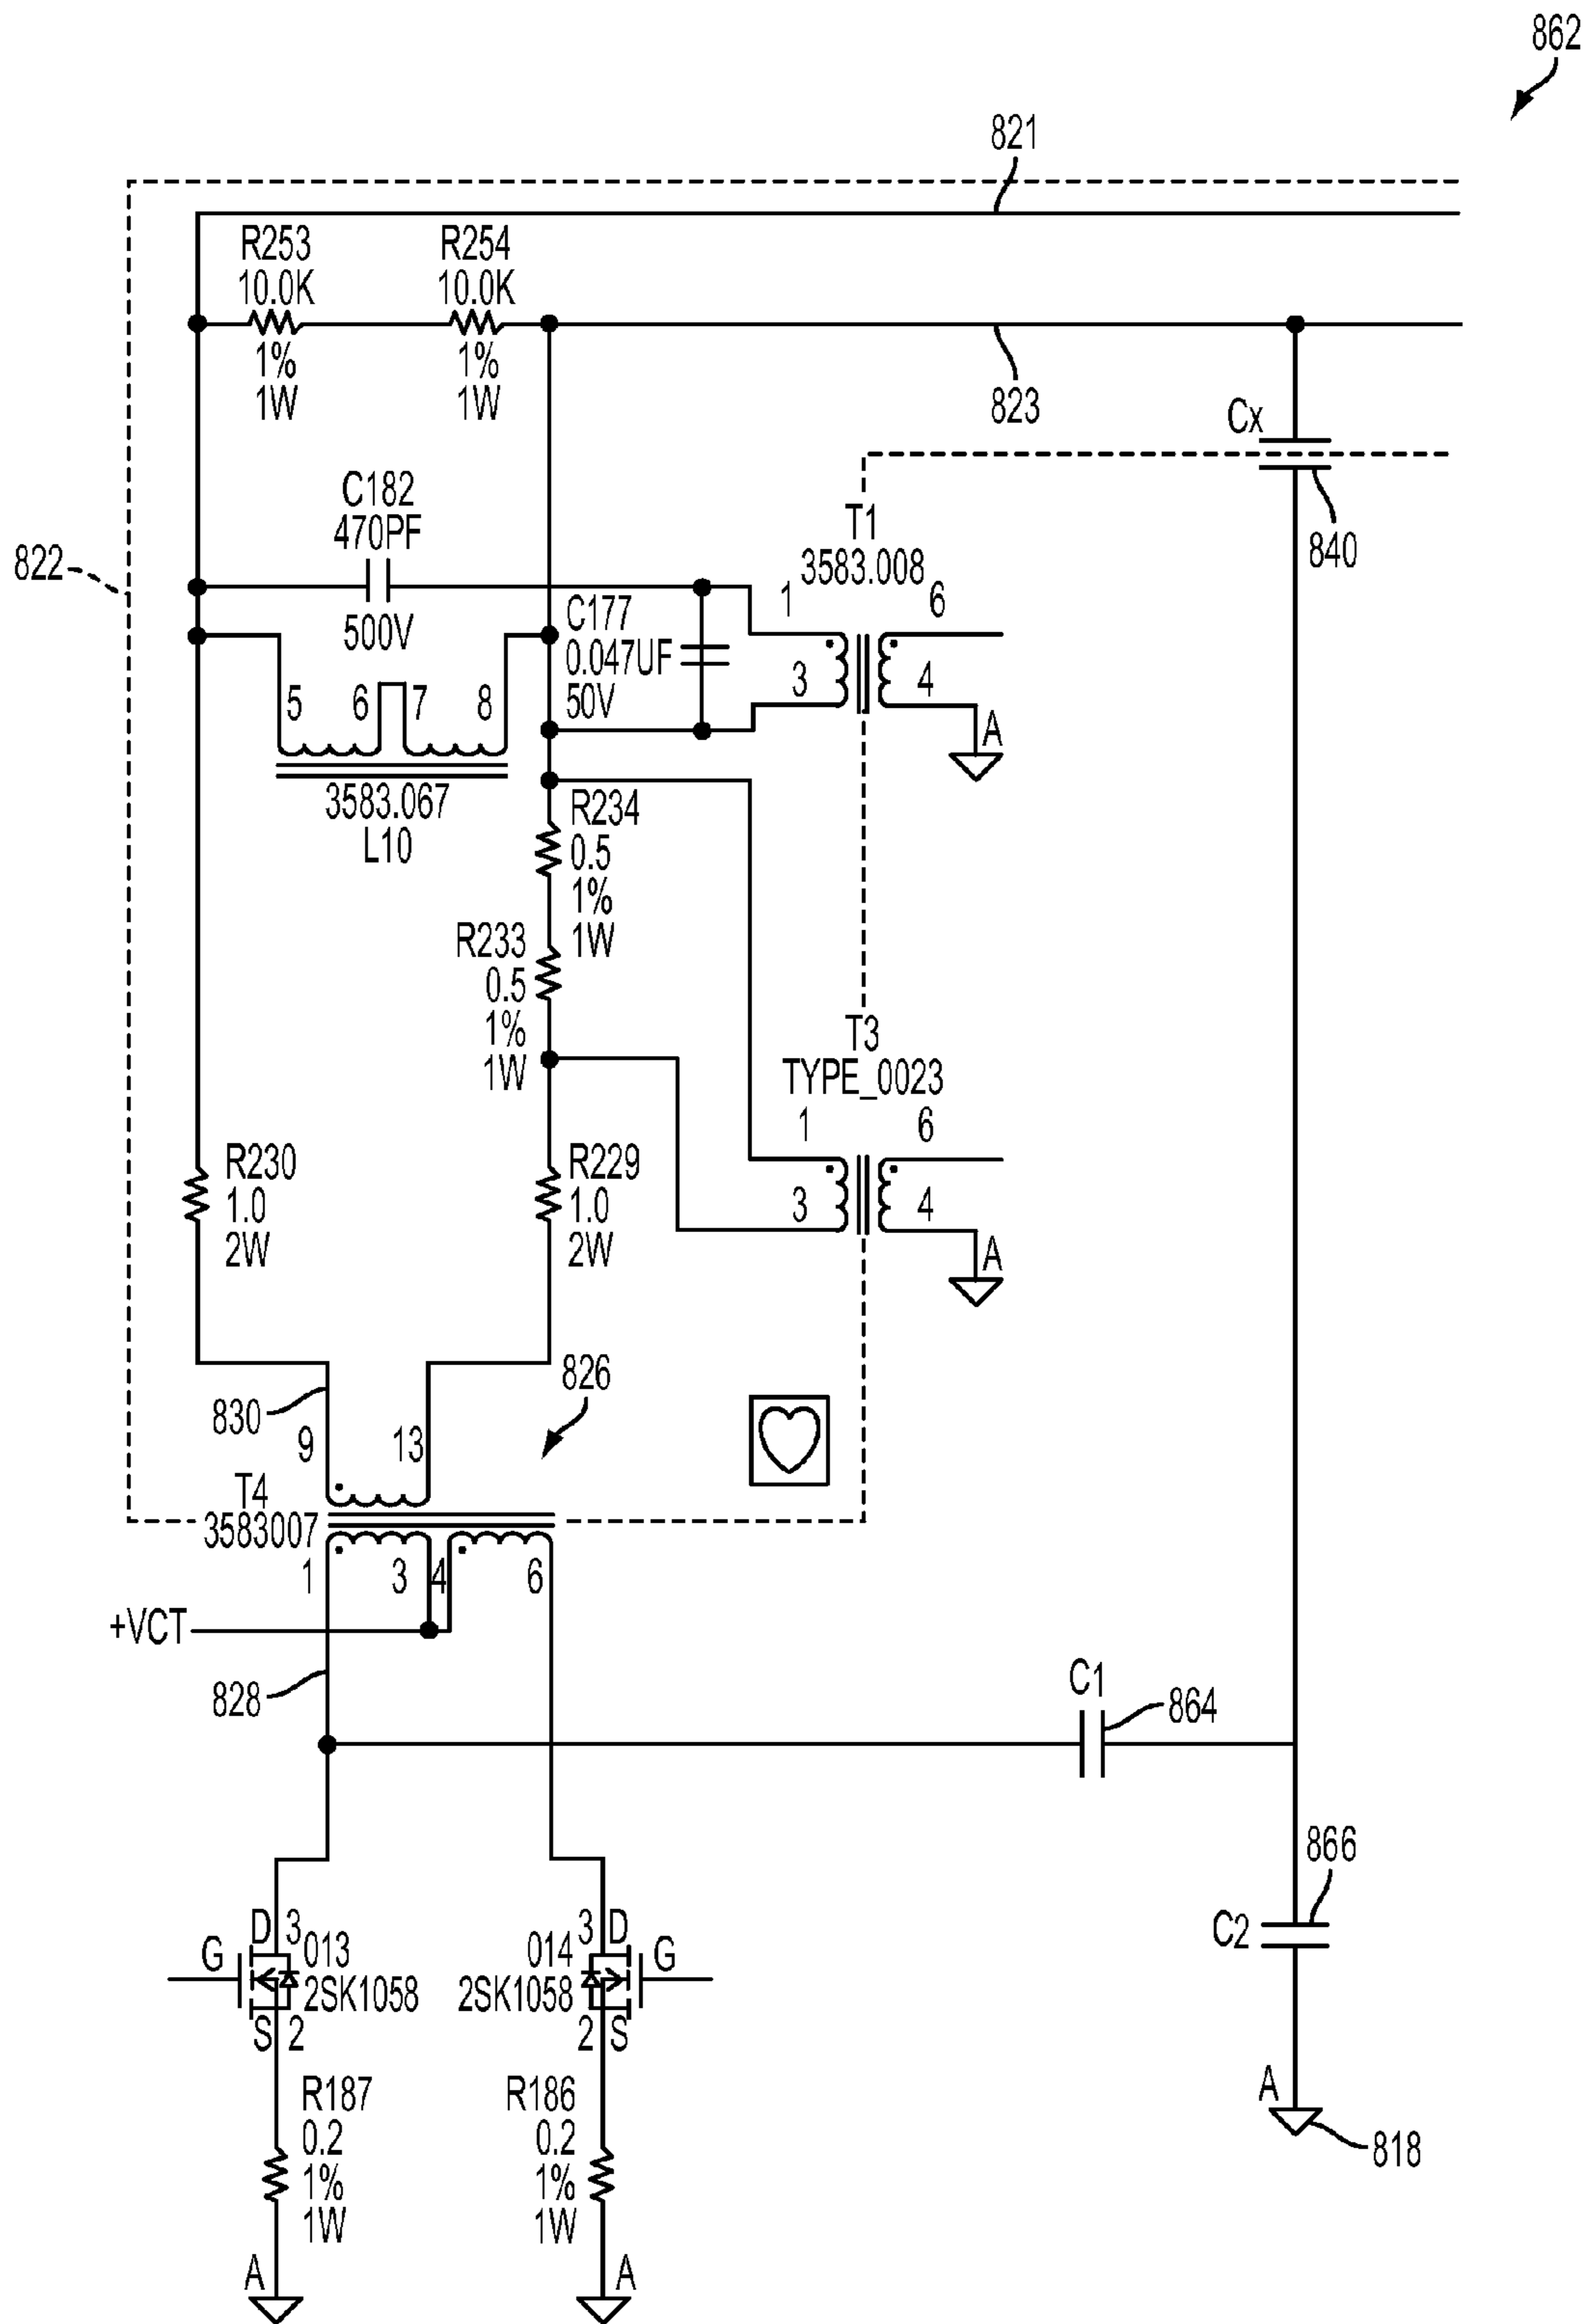 862
821
R253
10.0K
1%
1W
R254
10.0K
1%
1W
823
Cx
840
C182
470PF
500V
822
T1
3583.008
1
6
3
4
A
C177
0.047UF
50V
5
6
7
8
3583.067
L10
R234
0.5
1%
1W
R233
0.5
1%
1W
T3
TYPE_0023
1
6
3
4
A
R230
1.0
2W
R229
1.0
2W
826
830
9
13
T4
3583007
1
3
4
6
+VCT
828
C1
864
866
C2
G
D
3
013
2SK1058
S
2
014
2SK1058
3
D
G
2
S
R187
0.2
1%
1W
A
R186
0.2
1%
1W
A
A
818